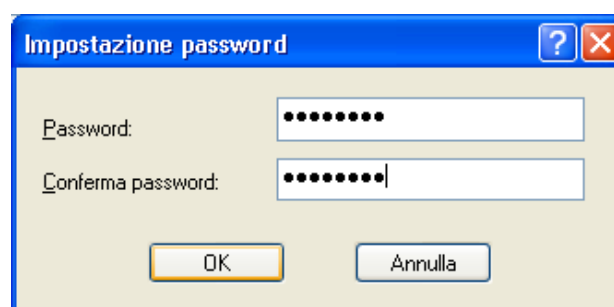 Impostazione password
?
Password: ●●●●●●●●
Conferma password: ●●●●●●●●
OK Annulla